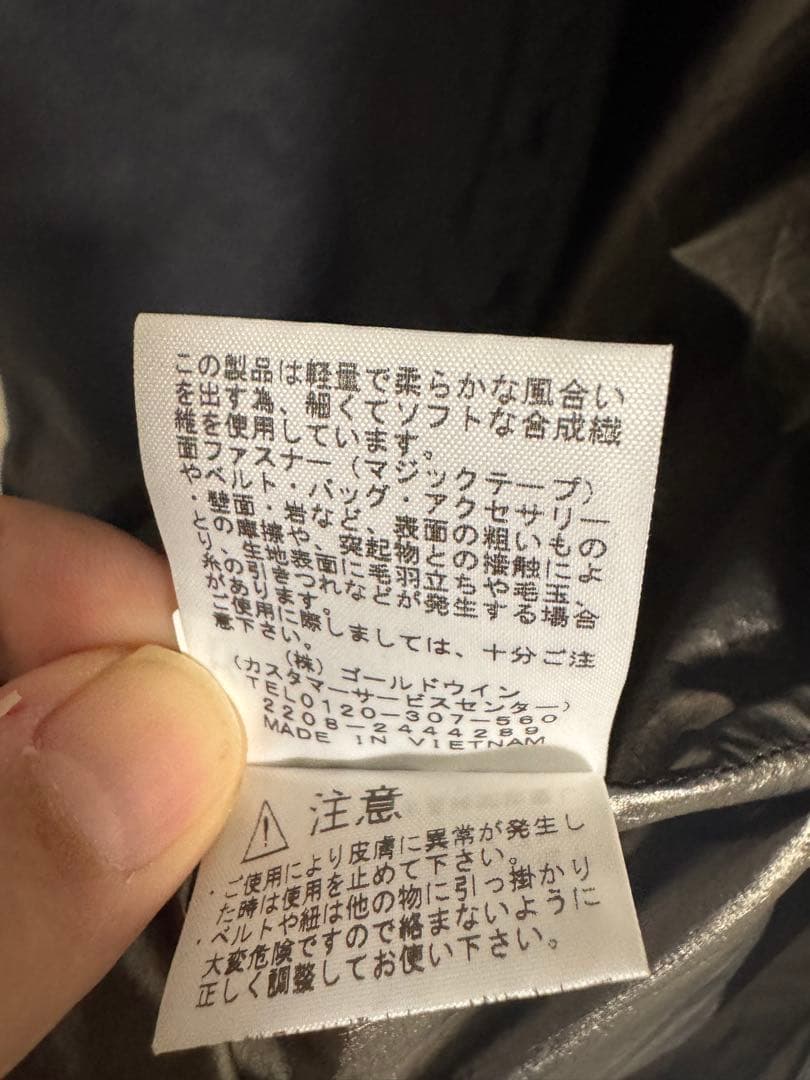 この製品は軽量で柔らかな風合い
を出す為、細くてソフトな合成繊
維を使用しています。
面ファスナー(マジックテープ)
や・ベルト・バッグ・アクセサリー
・壁面・岩など、表面の粗いもの
との摩擦や、突起物との接触によ
り、生地表面に毛羽立ちや毛玉、
糸の引きつれなどが発生する場合
があります。
ご使用に際しましては、十分ご注
意下さい。
(株)ゴールドウイン
(カスタマーサービスセンター)
TEL0120-307-560
2208-2444289
MADE IN VIETNAM
注意
・ご使用により皮膚に異常が発生し
た時は使用を止めて下さい。
・ベルトや紐は他の物に引っ掛かり
大変危険ですので絡まないように
正しく調整してお使い下さい。